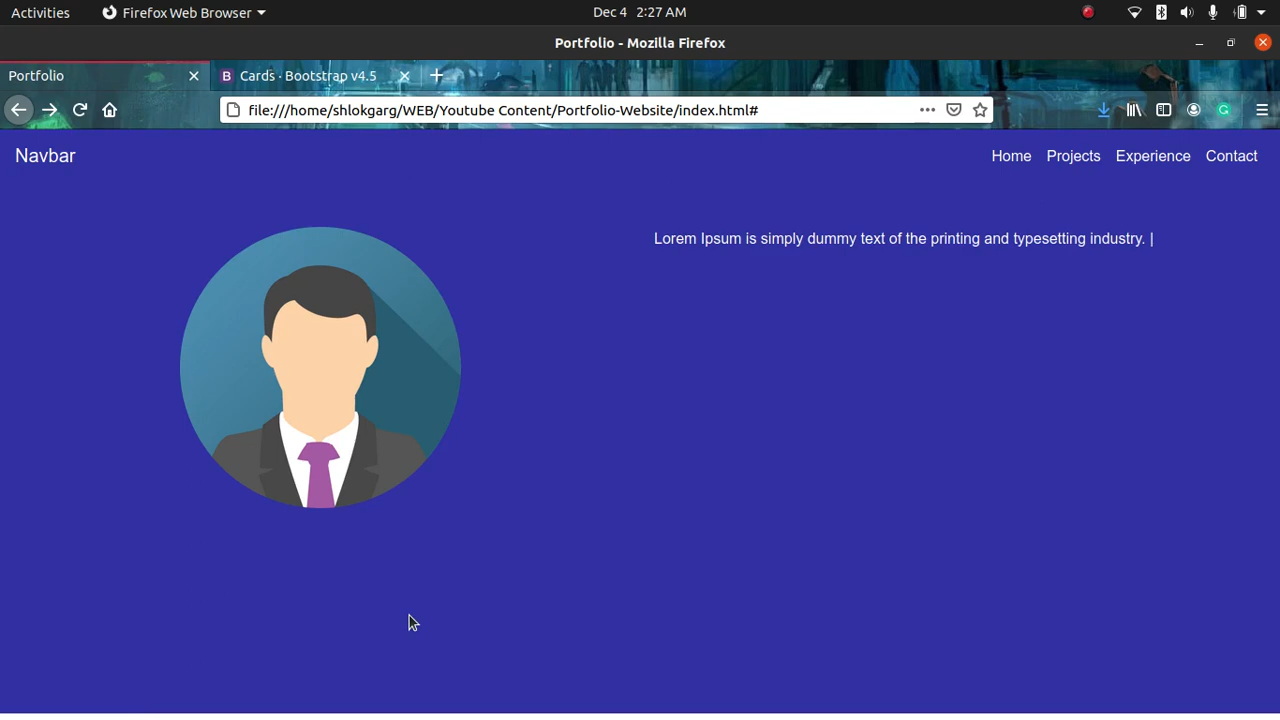 Activities Firefox Web Browser Dec 4 2:27 AM
Portfolio - Mozilla Firefox
Portfolio B Cards · Bootstrap v4.5
file:///home/shlokgarg/WEB/Youtube Content/Portfolio-Website/index.html#
Navbar Home Projects Experience Contact
Lorem Ipsum is simply dummy text of the printing and typesetting industry. |